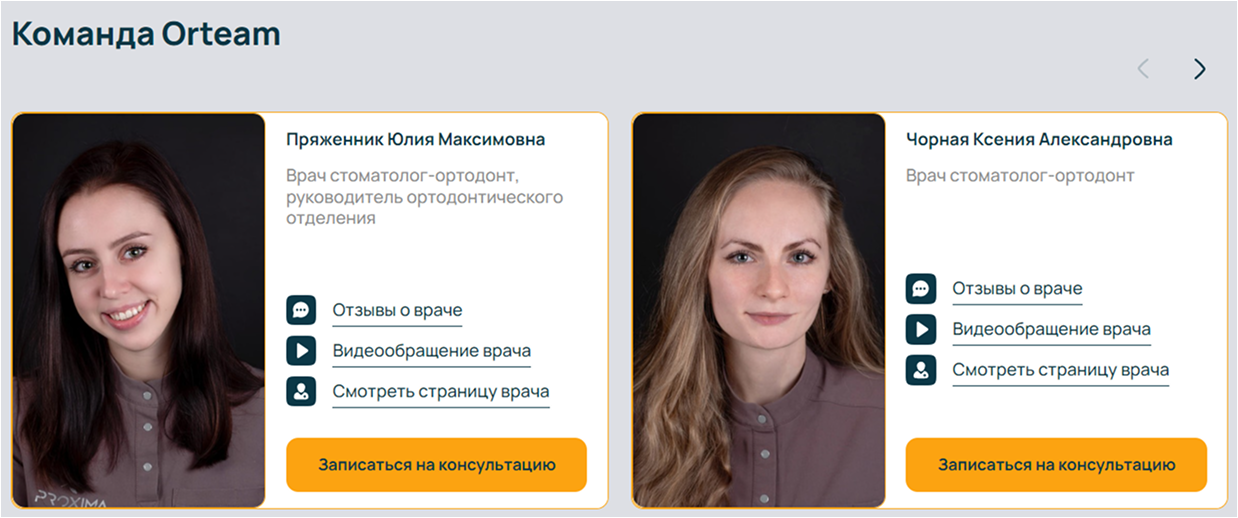 Команда Orteam
Пряженник Юлия Максимовна
Врач стоматолог-ортодонт,
руководитель ортодонтического
отделения
Отзывы о враче
Видеообращение врача
Смотреть страницу врача
Записаться на консультацию
PROXIMA
Чорная Ксения Александровна
Врач стоматолог-ортодонт
Отзывы о враче
Видеообращение врача
Смотреть страницу врача
Записаться на консультацию